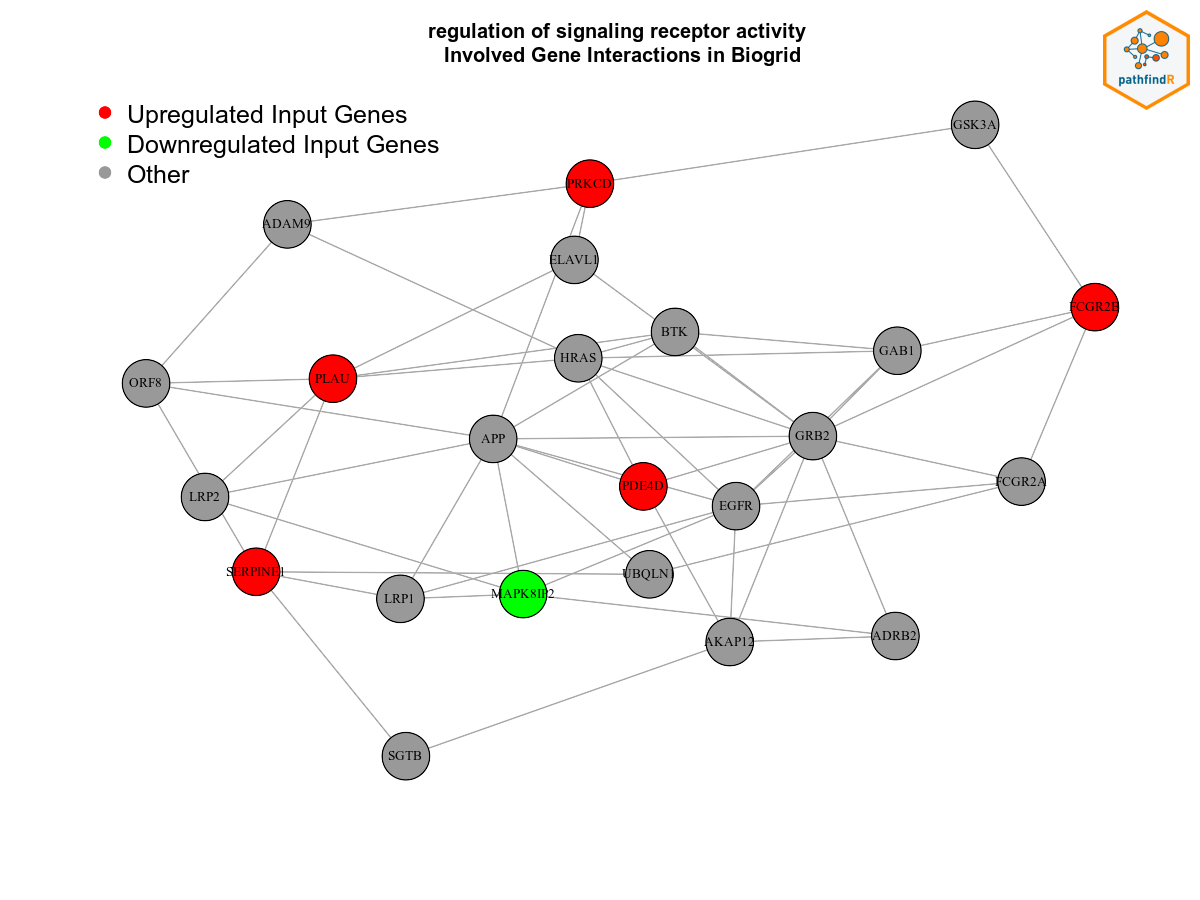 regulation of signaling receptor activity
Involved Gene Interactions in Biogrid
pathfindR
Upregulated Input Genes
Downregulated Input Genes
Other
GSK3A
PRKCD
ADAM9
ELAVL1
FCGR2B
BTK
GAB1
HRAS
PLAU
ORF8
APP
GRB2
PDE4D
FCGR2A
LRP2
EGFR
SERPINE1
UBQLN1
LRP1
MAPK8IP2
AKAP12
ADRB2
SGTB